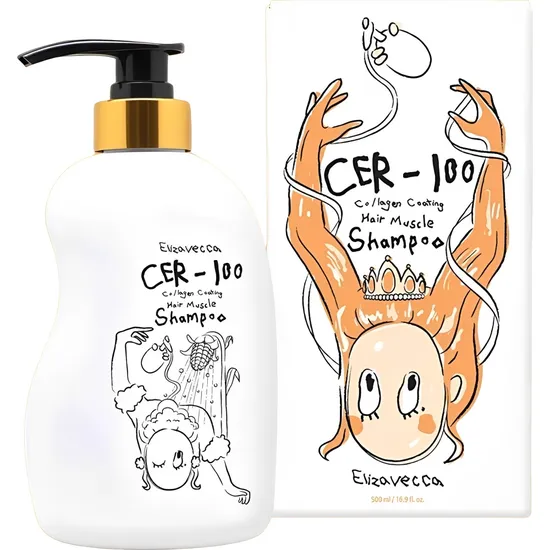 Elizavecca
CER-100
Collagen Coating
Hair Muscle
Shampoo
CER-100
Collagen Coating
Hair Muscle
Shampoo
Elizavecca
500 ml / 16.9 fl. oz.